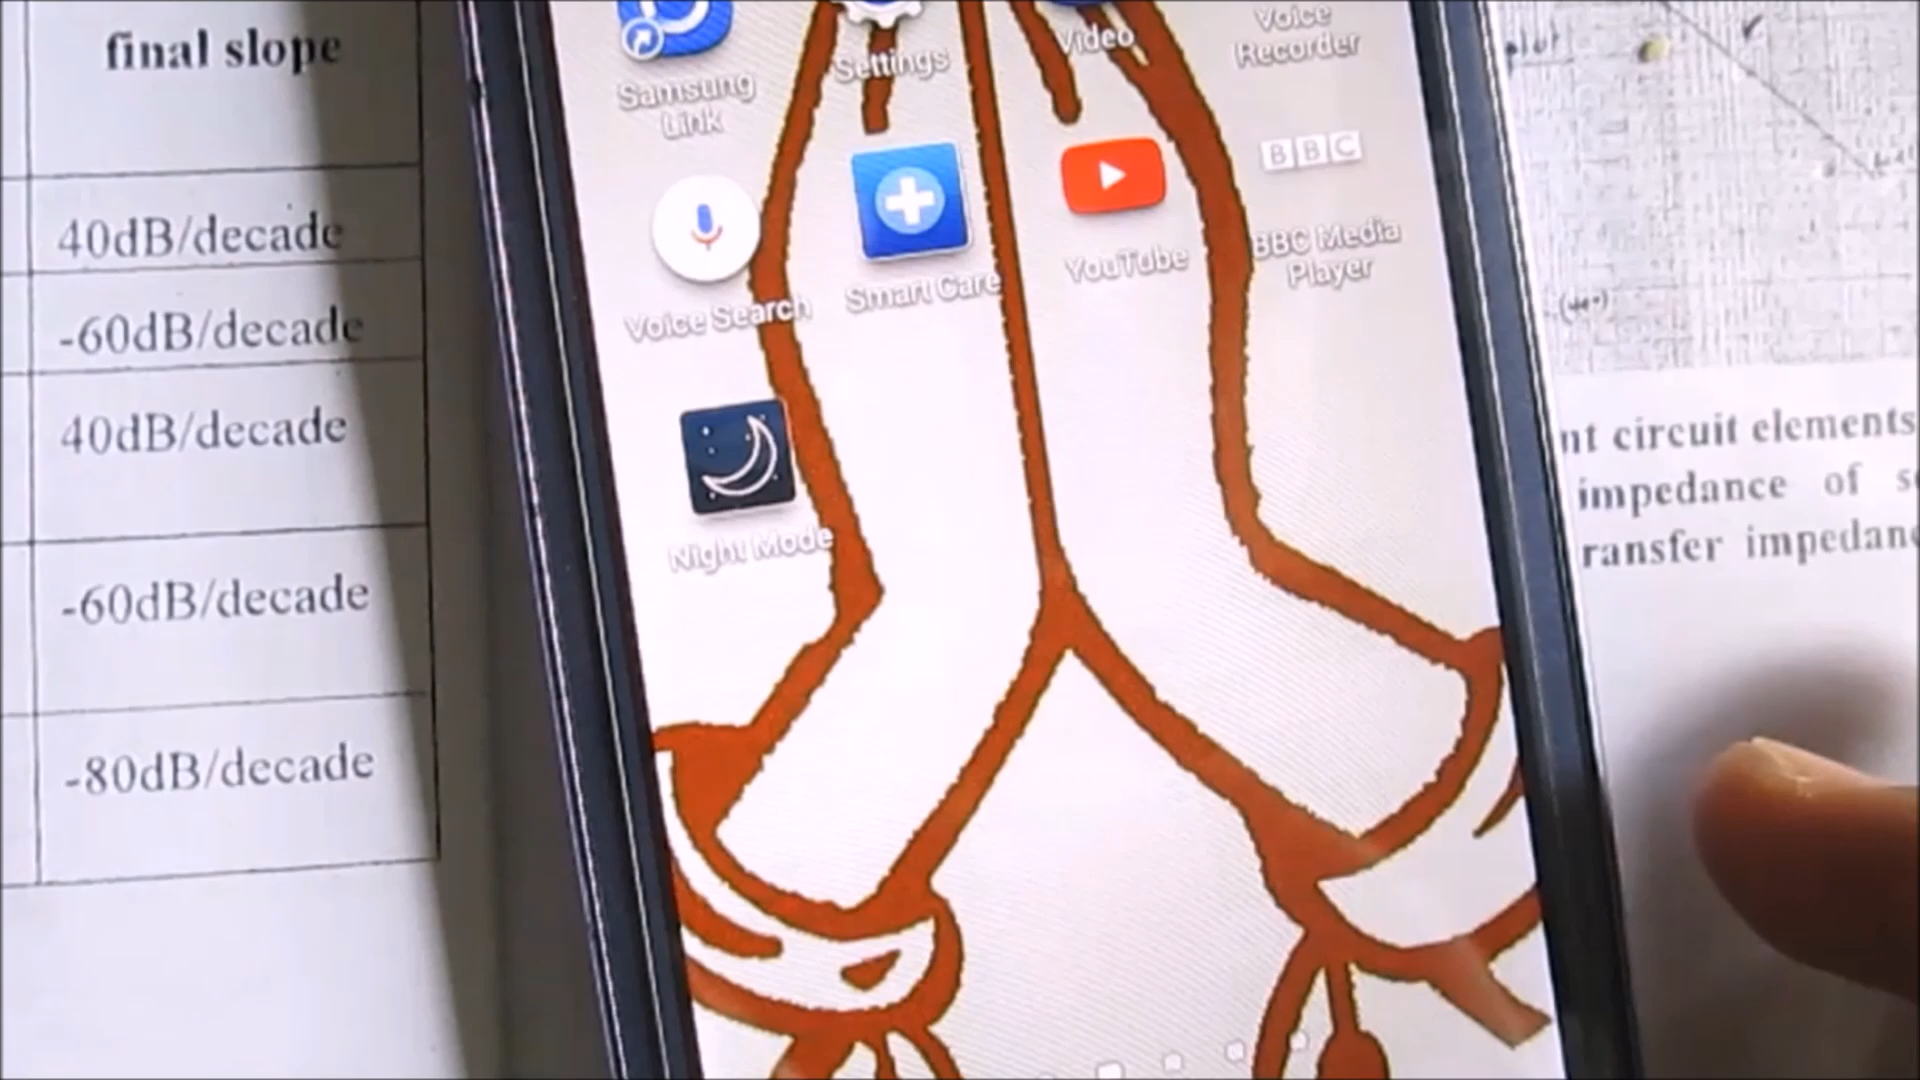 final slope
40dB/decade
-60dB/decade
40dB/decade
-60dB/decade
-80dB/decade
Samsung
Link
Settings
Video
Voice
Recorder
Voice Search
Smart Care
YouTube
BBC
BBC Media
Player
Night Mode
nt circuit elements
impedance of s
ransfer impedan